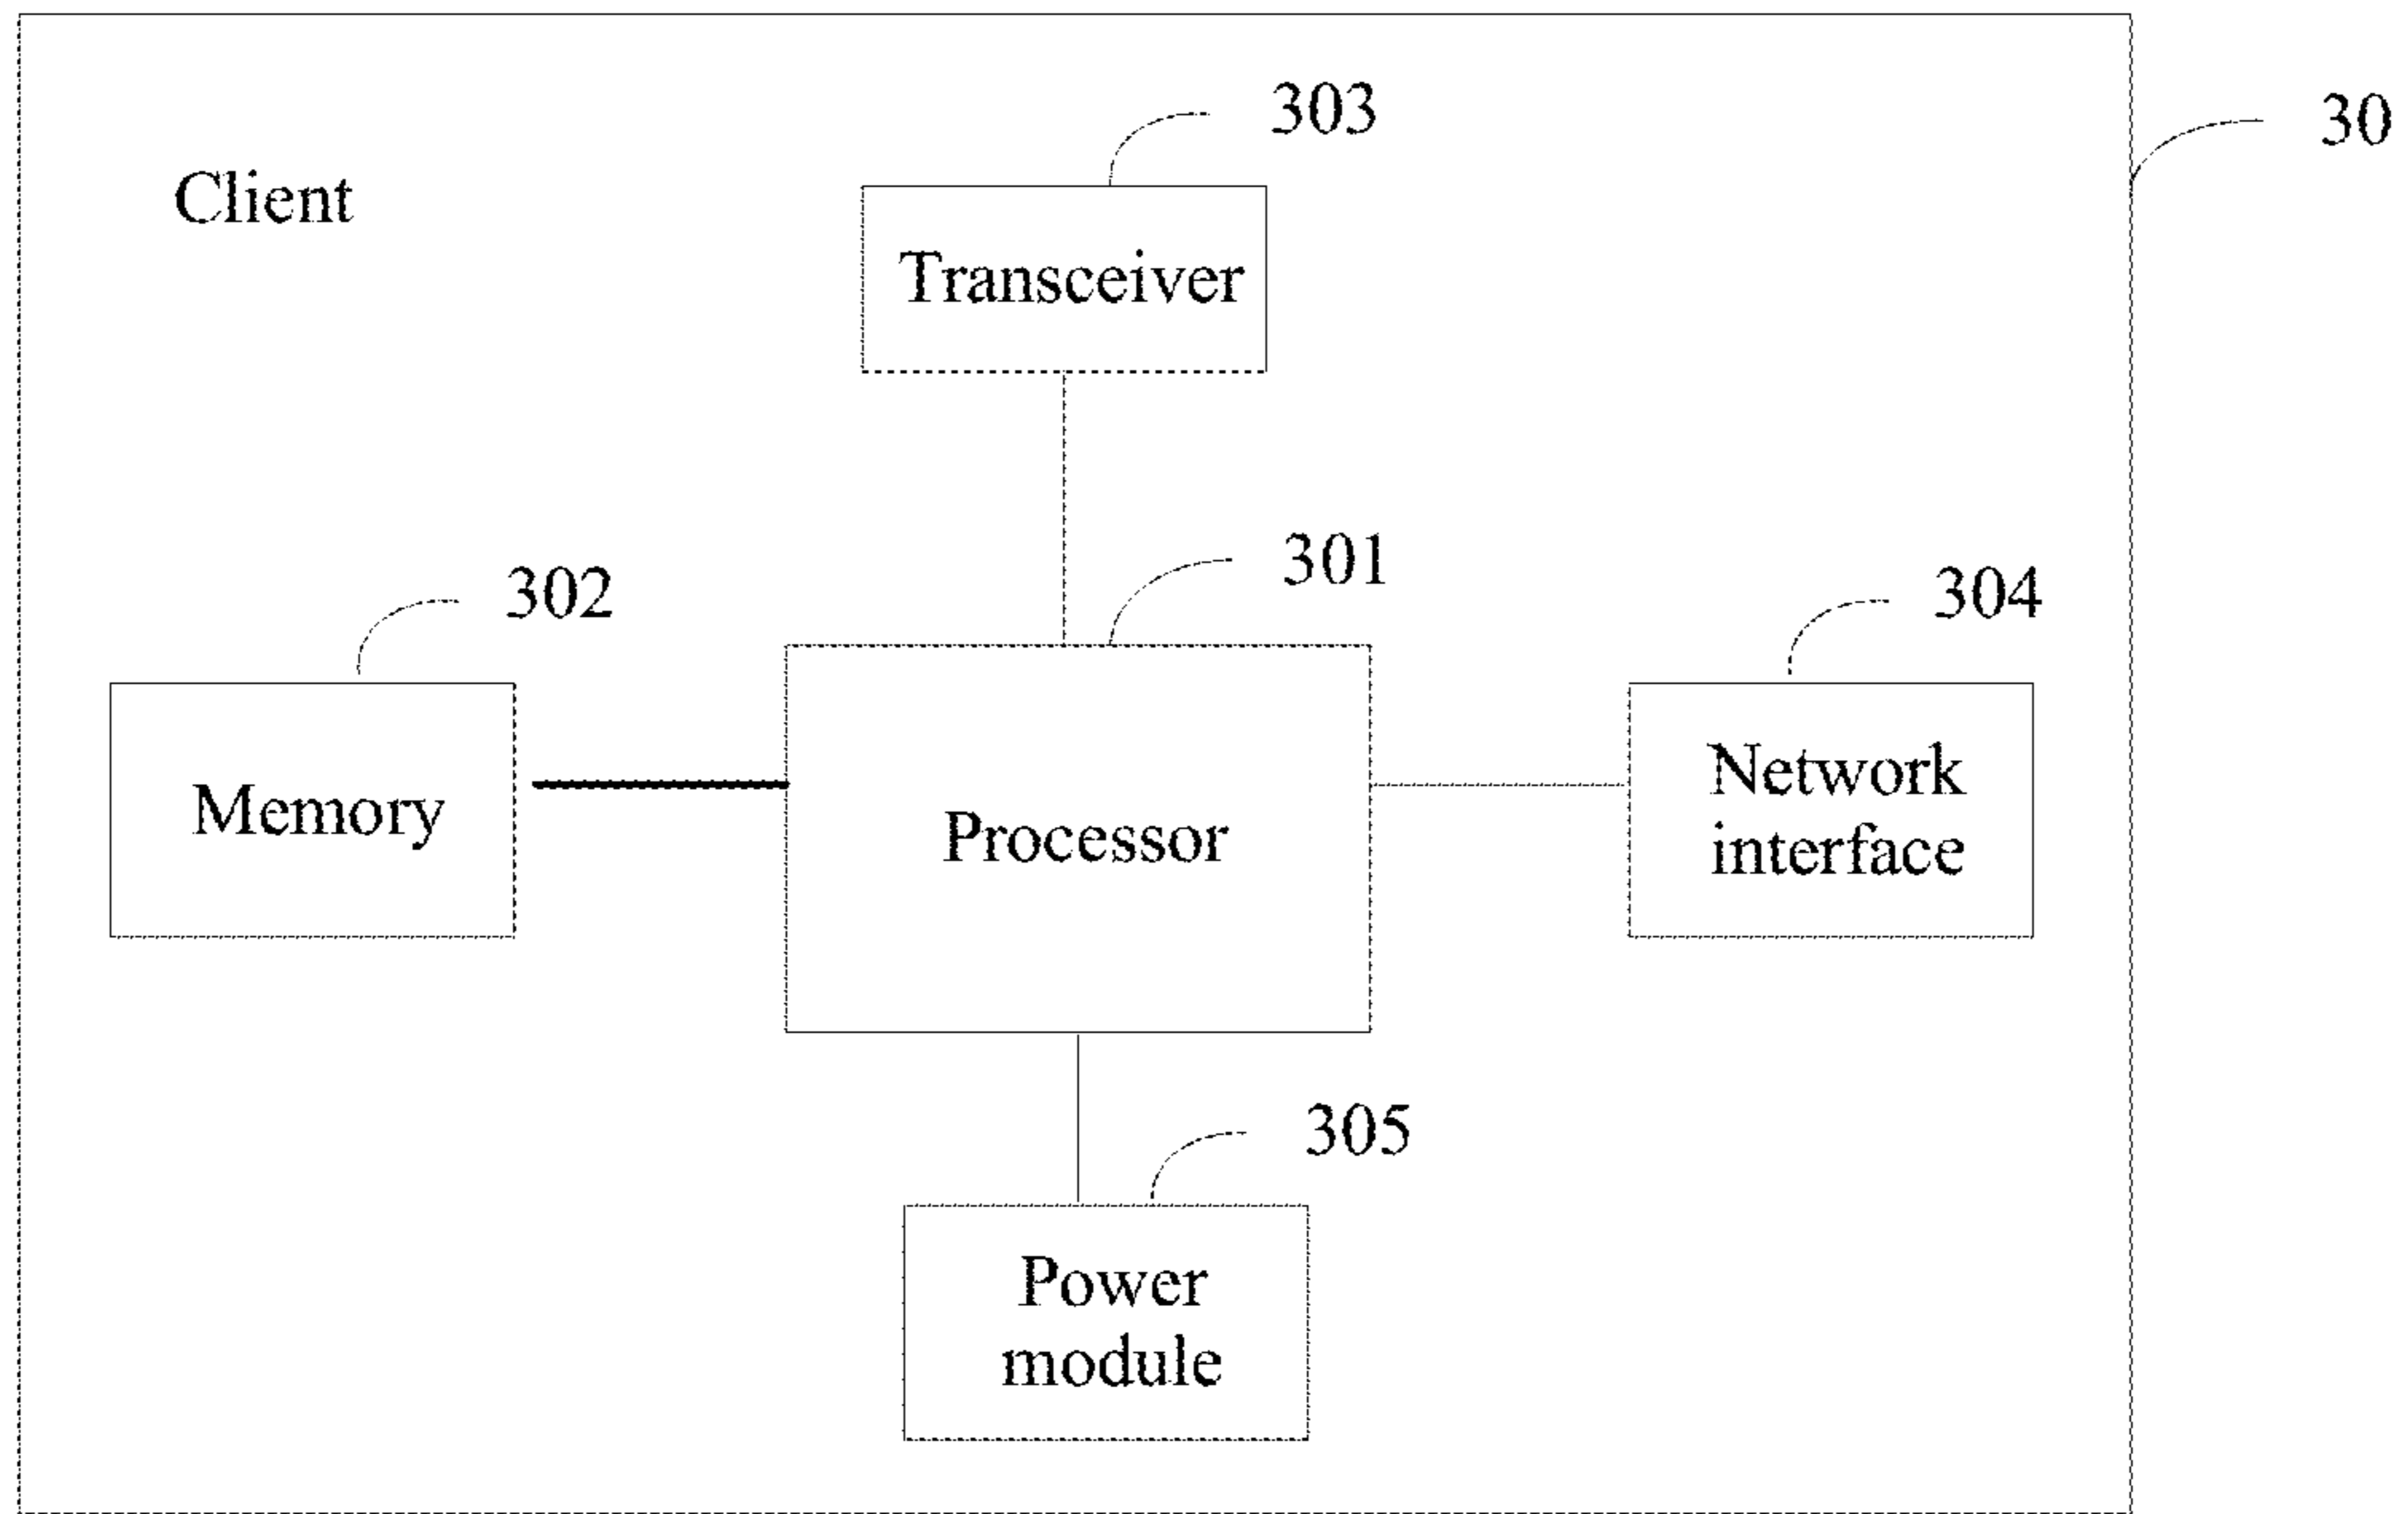 303
30
Client
Transceiver
301
302
304
Memory
Processor
Network
interface
305
Power
module